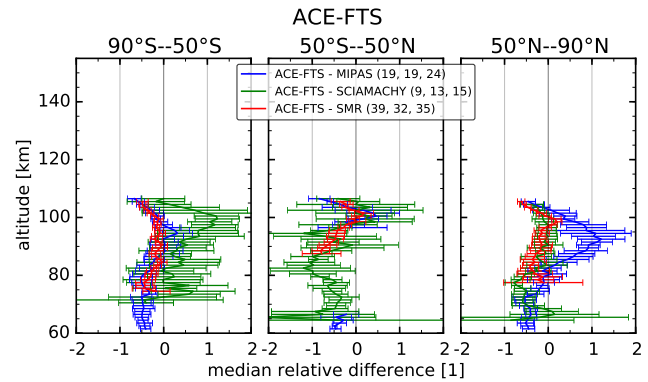 ACE-FTS
90°S--50°S 50°S--50°N 50°N--90°N
ACE-FTS - MIPAS (19, 19, 24)
ACE-FTS - SCIAMACHY (9, 13, 15)
ACE-FTS - SMR (39, 32, 35)
altitude [km]
140
120
100
80
60
-2 -1 0 1 2 -2 -1 0 1 2 -2 -1 0 1 2
median relative difference [1]